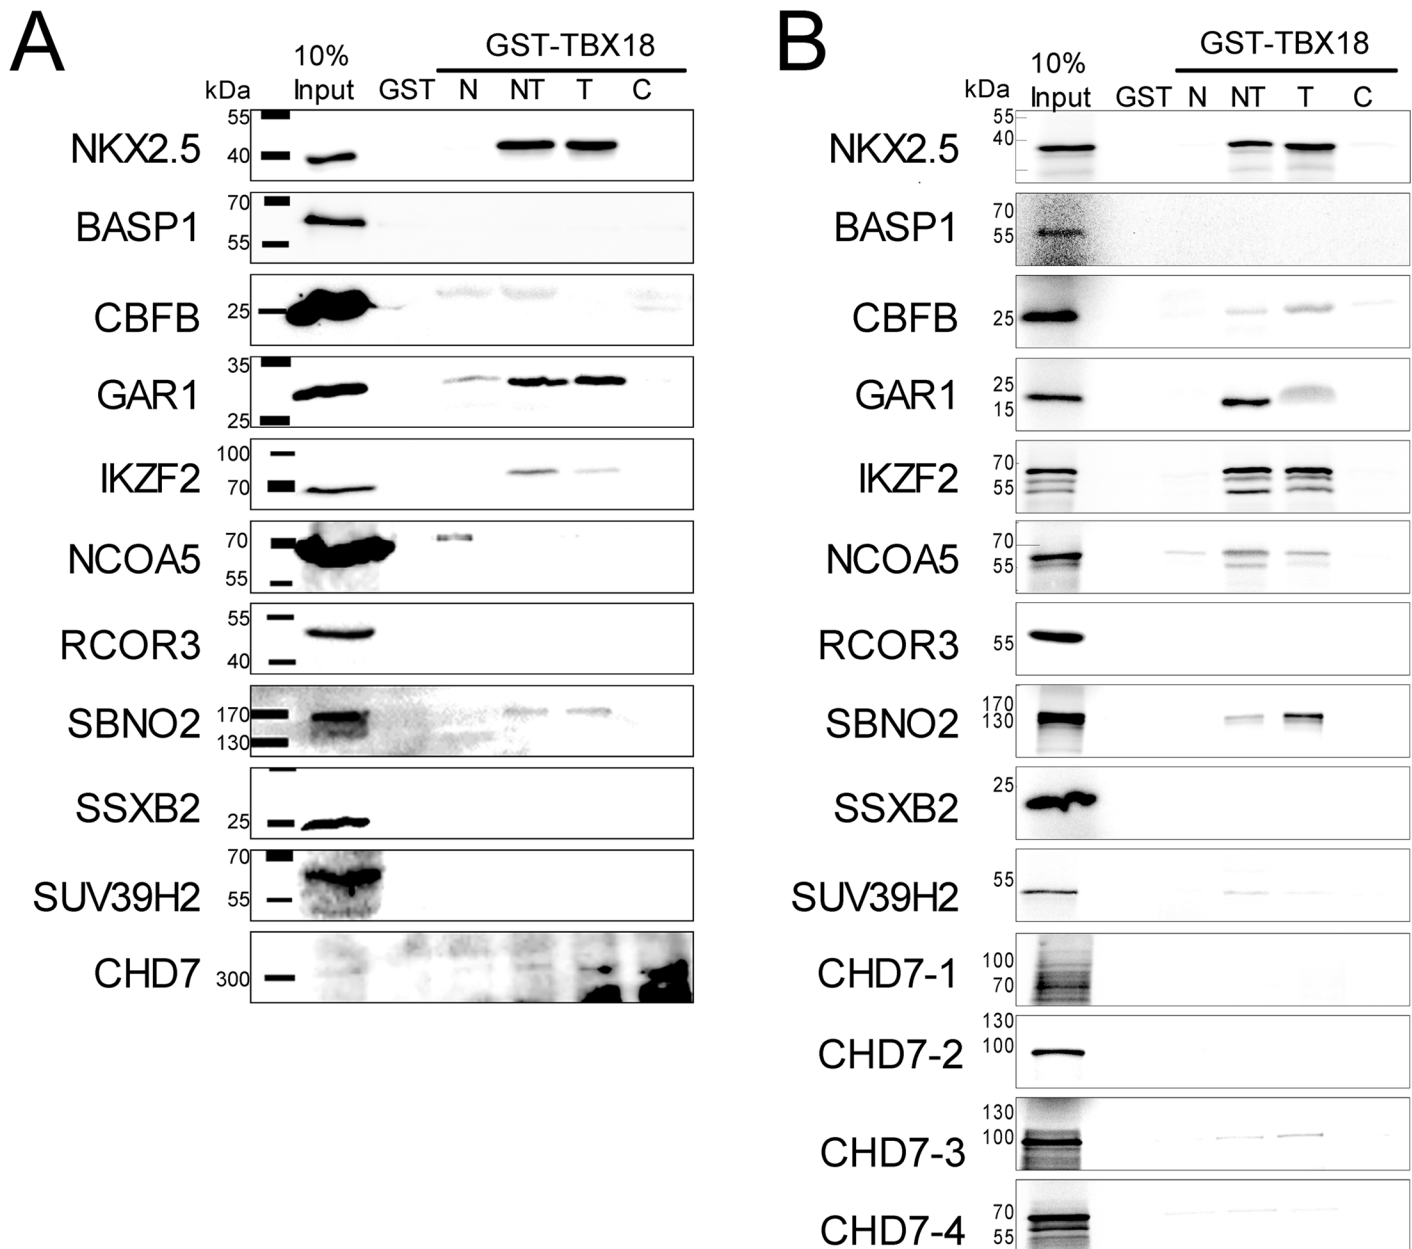 A
GST-TBX18
10%
kDa Input GST N NT T C
NKX2.5 55 40
BASP1 70 55
CBFB 25
GAR1 35 25
IKZF2 100 70
NCOA5 70 55
RCOR3 55 40
SBNO2 170 130
SSXB2 25
SUV39H2 70 55
CHD7 300
B
GST-TBX18
10%
kDa Input GST N NT T C
NKX2.5 55 40
BASP1 70 55
CBFB 25
GAR1 25 15
IKZF2 70 55
NCOA5 70 55
RCOR3 55
SBNO2 170 130
SSXB2 25
SUV39H2 55
CHD7-1 100 70
CHD7-2 130 100
CHD7-3 130 100
CHD7-4 70 55